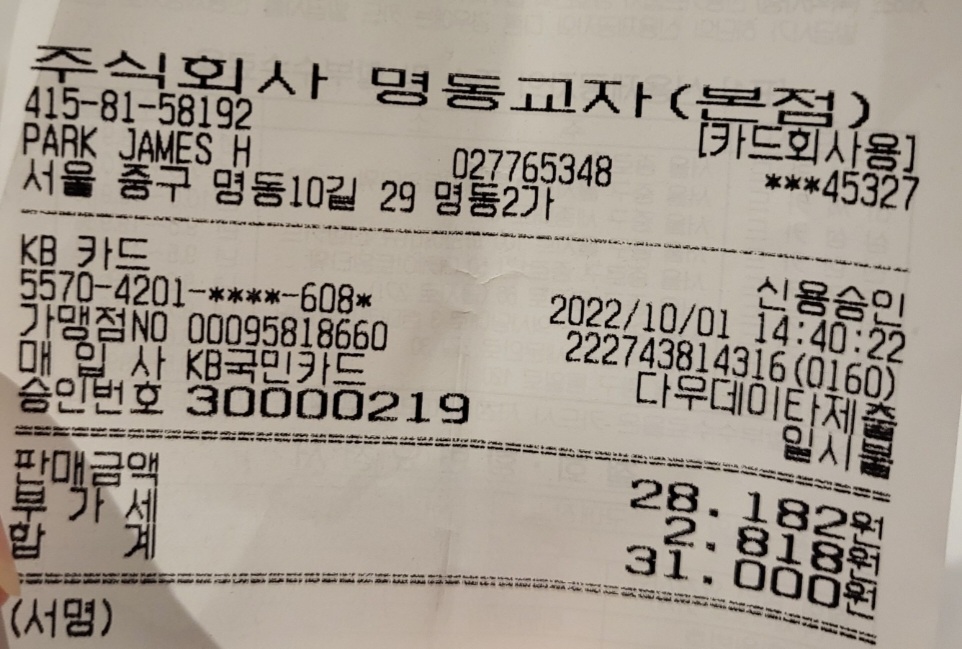 주식회사 명동교자(본점)
415-81-58192 [카드회사용]
PARK JAMES H 027765348 ***45327
서울 중구 명동10길 29 명동2가
KB 카드 신용승인
5570-4201-****-608* 2022/10/01 14:40:22
가맹점NO 00095818660 222743814316(0160)
매 입 사 KB국민카드 다우데이타제출
승인번호 30000219 일시불
판매금액 28.182원
부 가 세 2.818원
합 계 31.000원
(서명)